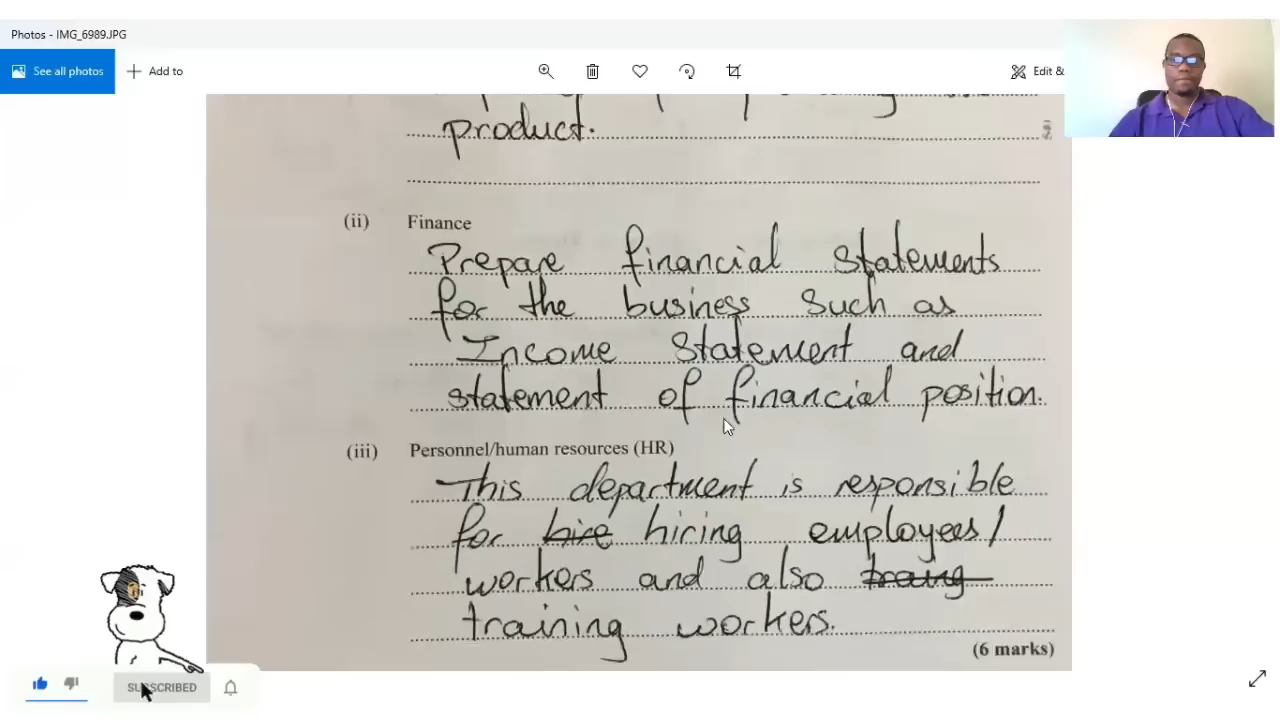 Photos - IMG_6989.JPG
See all photos
Add to
Edit &
product.
(ii) Finance
Prepare financial statements
for the business such as
Income statement and
statement of financial position.
(iii) Personnel/human resources (HR)
This department is responsible
for hire hiring employees/
workers and also
training workers.
(6 marks)
SUBSCRIBED